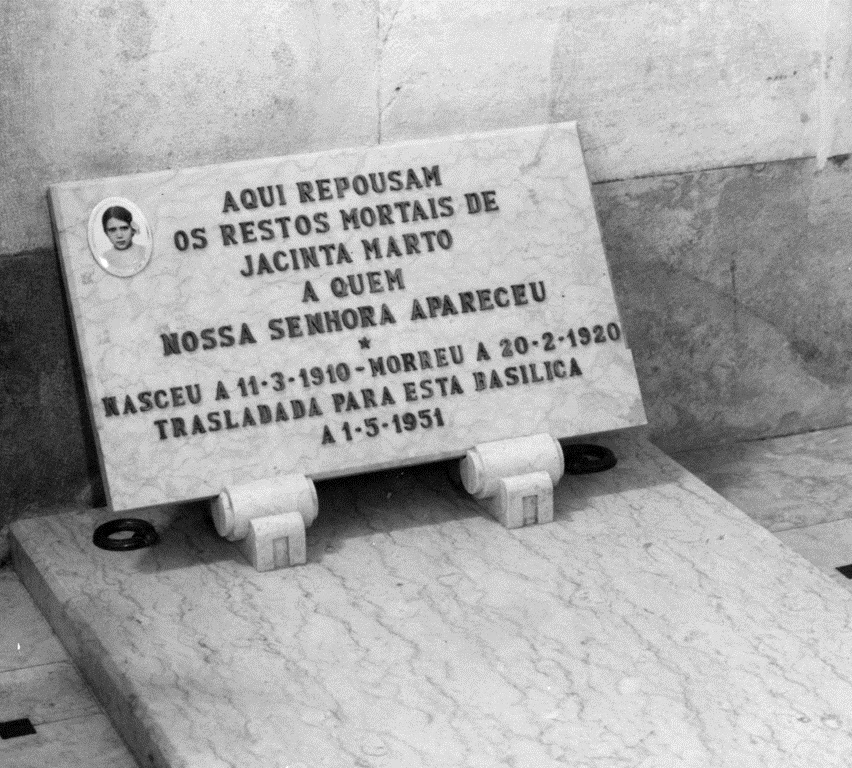 AQUI REPOUSAM
OS RESTOS MORTAIS DE
JACINTA MARTO
A QUEM
NOSSA SENHORA APARECEU
★
NASCEU A 11-3-1910-MORREU A 20-2-1920
TRASLADADA PARA ESTA BASILICA
A 1-5-1951